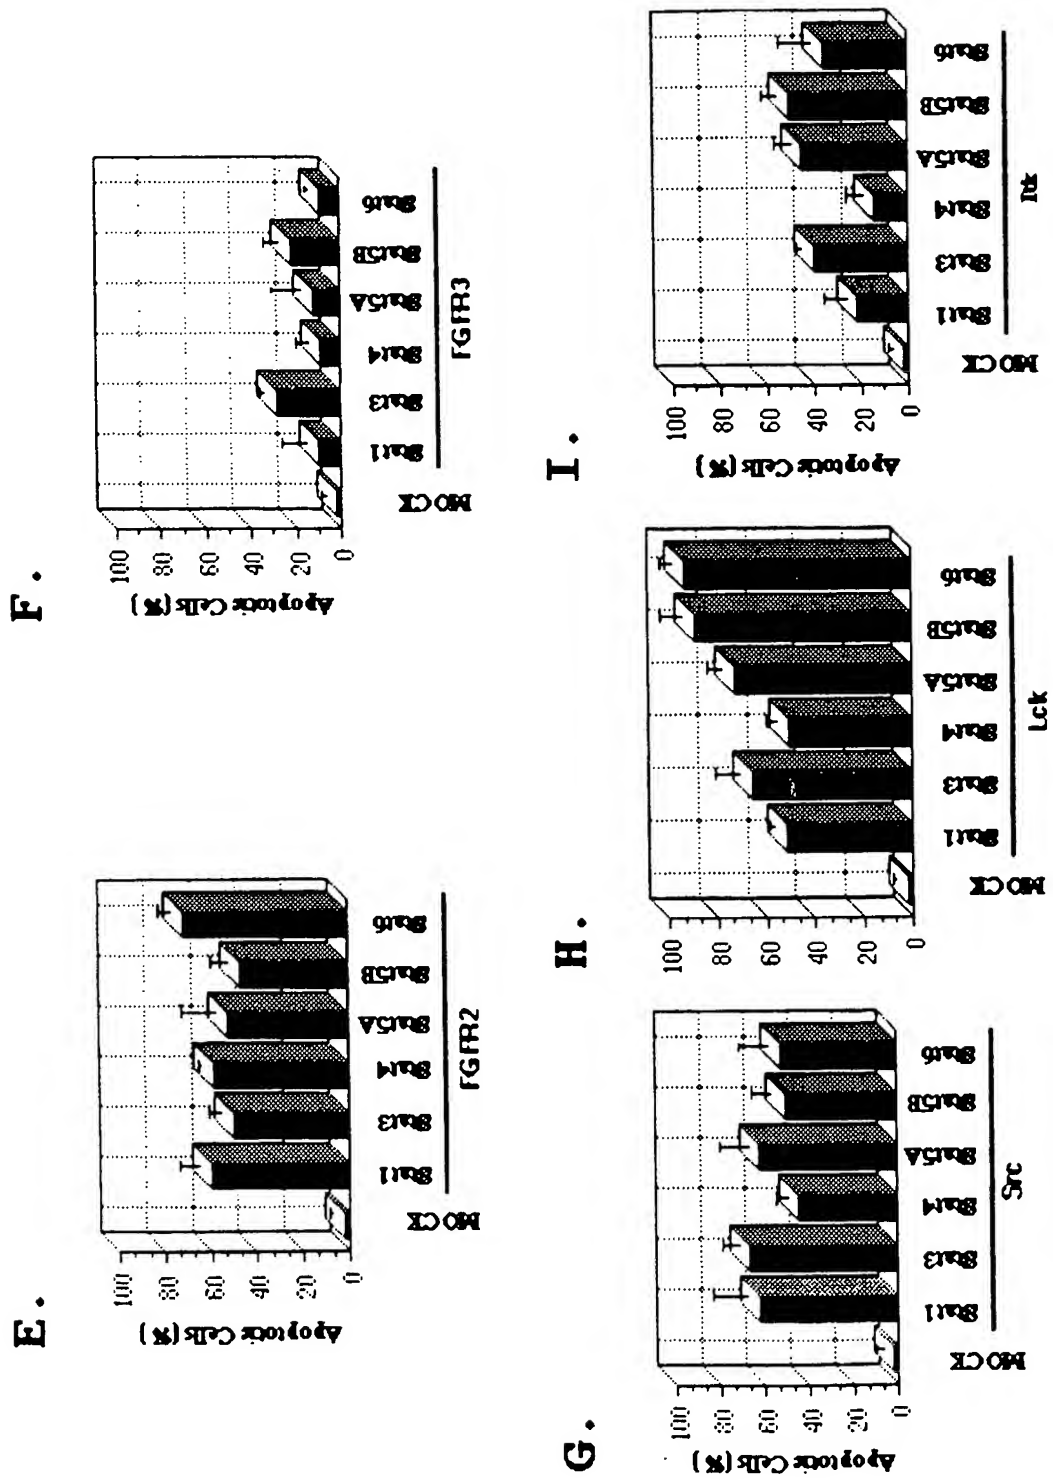 E.
Apoptotic Cells (%)
100
80
60
40
20
0
MOCK
Stat1
Stat3
Stat4
Stat5A
Stat5B
Stat6
FGFR2
F.
Apoptotic Cells (%)
100
80
60
40
20
0
MOCK
Stat1
Stat3
Stat4
Stat5A
Stat5B
Stat6
FGFR3
G.
Apoptotic Cells (%)
100
80
60
40
20
0
MOCK
Stat1
Stat3
Stat4
Stat5A
Stat5B
Stat6
Src
H.
100
80
60
40
20
0
MOCK
Stat1
Stat3
Stat4
Stat5A
Stat5B
Stat6
Lck
I.
Apoptotic Cells (%)
100
80
60
40
20
0
MOCK
Stat1
Stat3
Stat4
Stat5A
Stat5B
Stat6
Itk